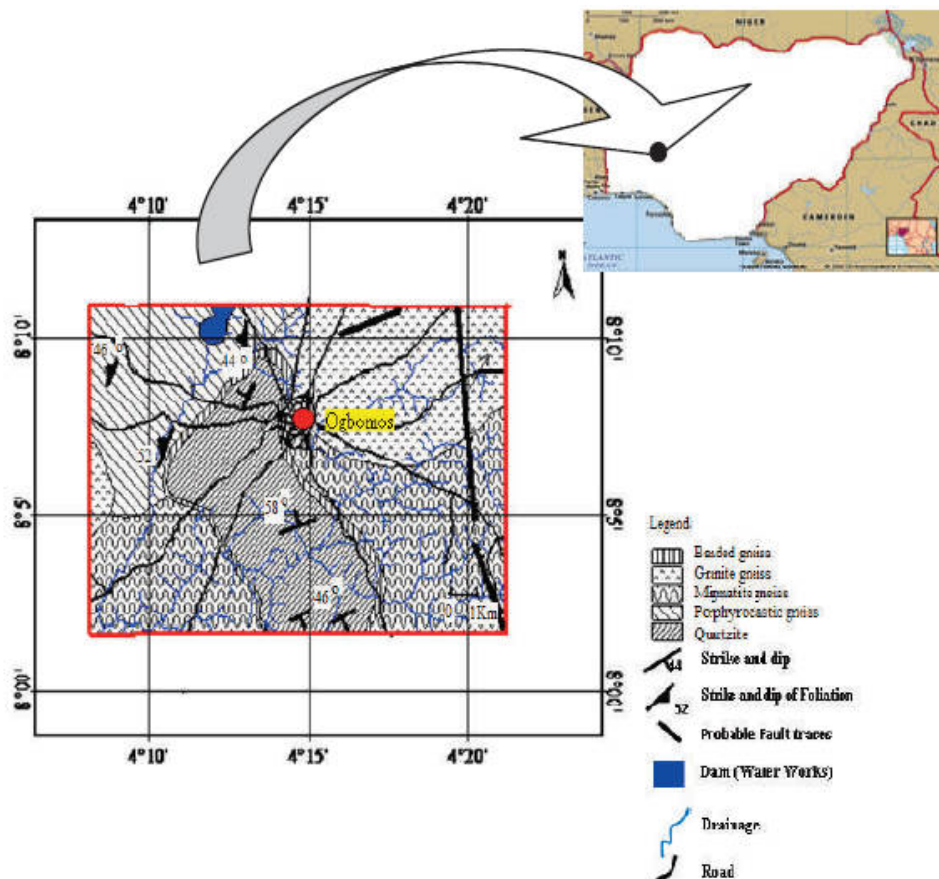 NIGER
CHAD
CAMEROON
ATLANTIC
4°10'
4°15'
4°20'
N
8°10'
8°10'
46 o
44 o
Ogbomos
52
58 o
8°5'
8°5'
46 o
0
1Km
8°00'
8°00'
4°10'
4°15'
4°20'
Legend
Banded gneiss
Granite gneiss
Migmatite gneiss
Porphyrocastic gneiss
Quartzite
44
Strike and dip
52
Strike and dip of Foliation
Probable Fault traces
Dam (Water Works)
Drainage
Road